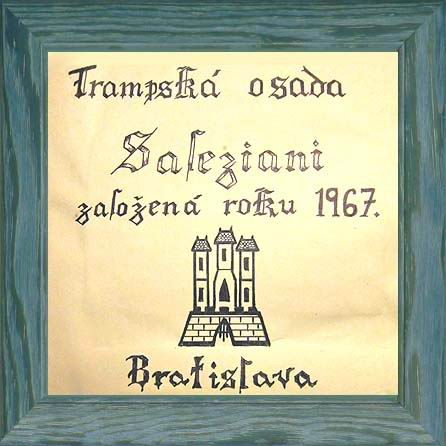 Trampská osada
Saleziani
založená roku 1967.
Bratislava